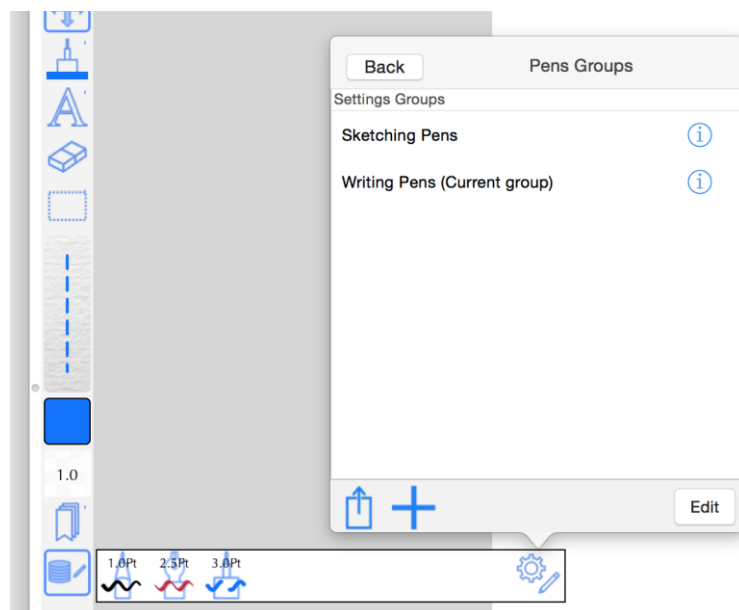 Back
Pens Groups
Settings Groups
Sketching Pens
Writing Pens (Current group)
A
1.0
Edit
1.0Pt 2.5Pt 3.0Pt